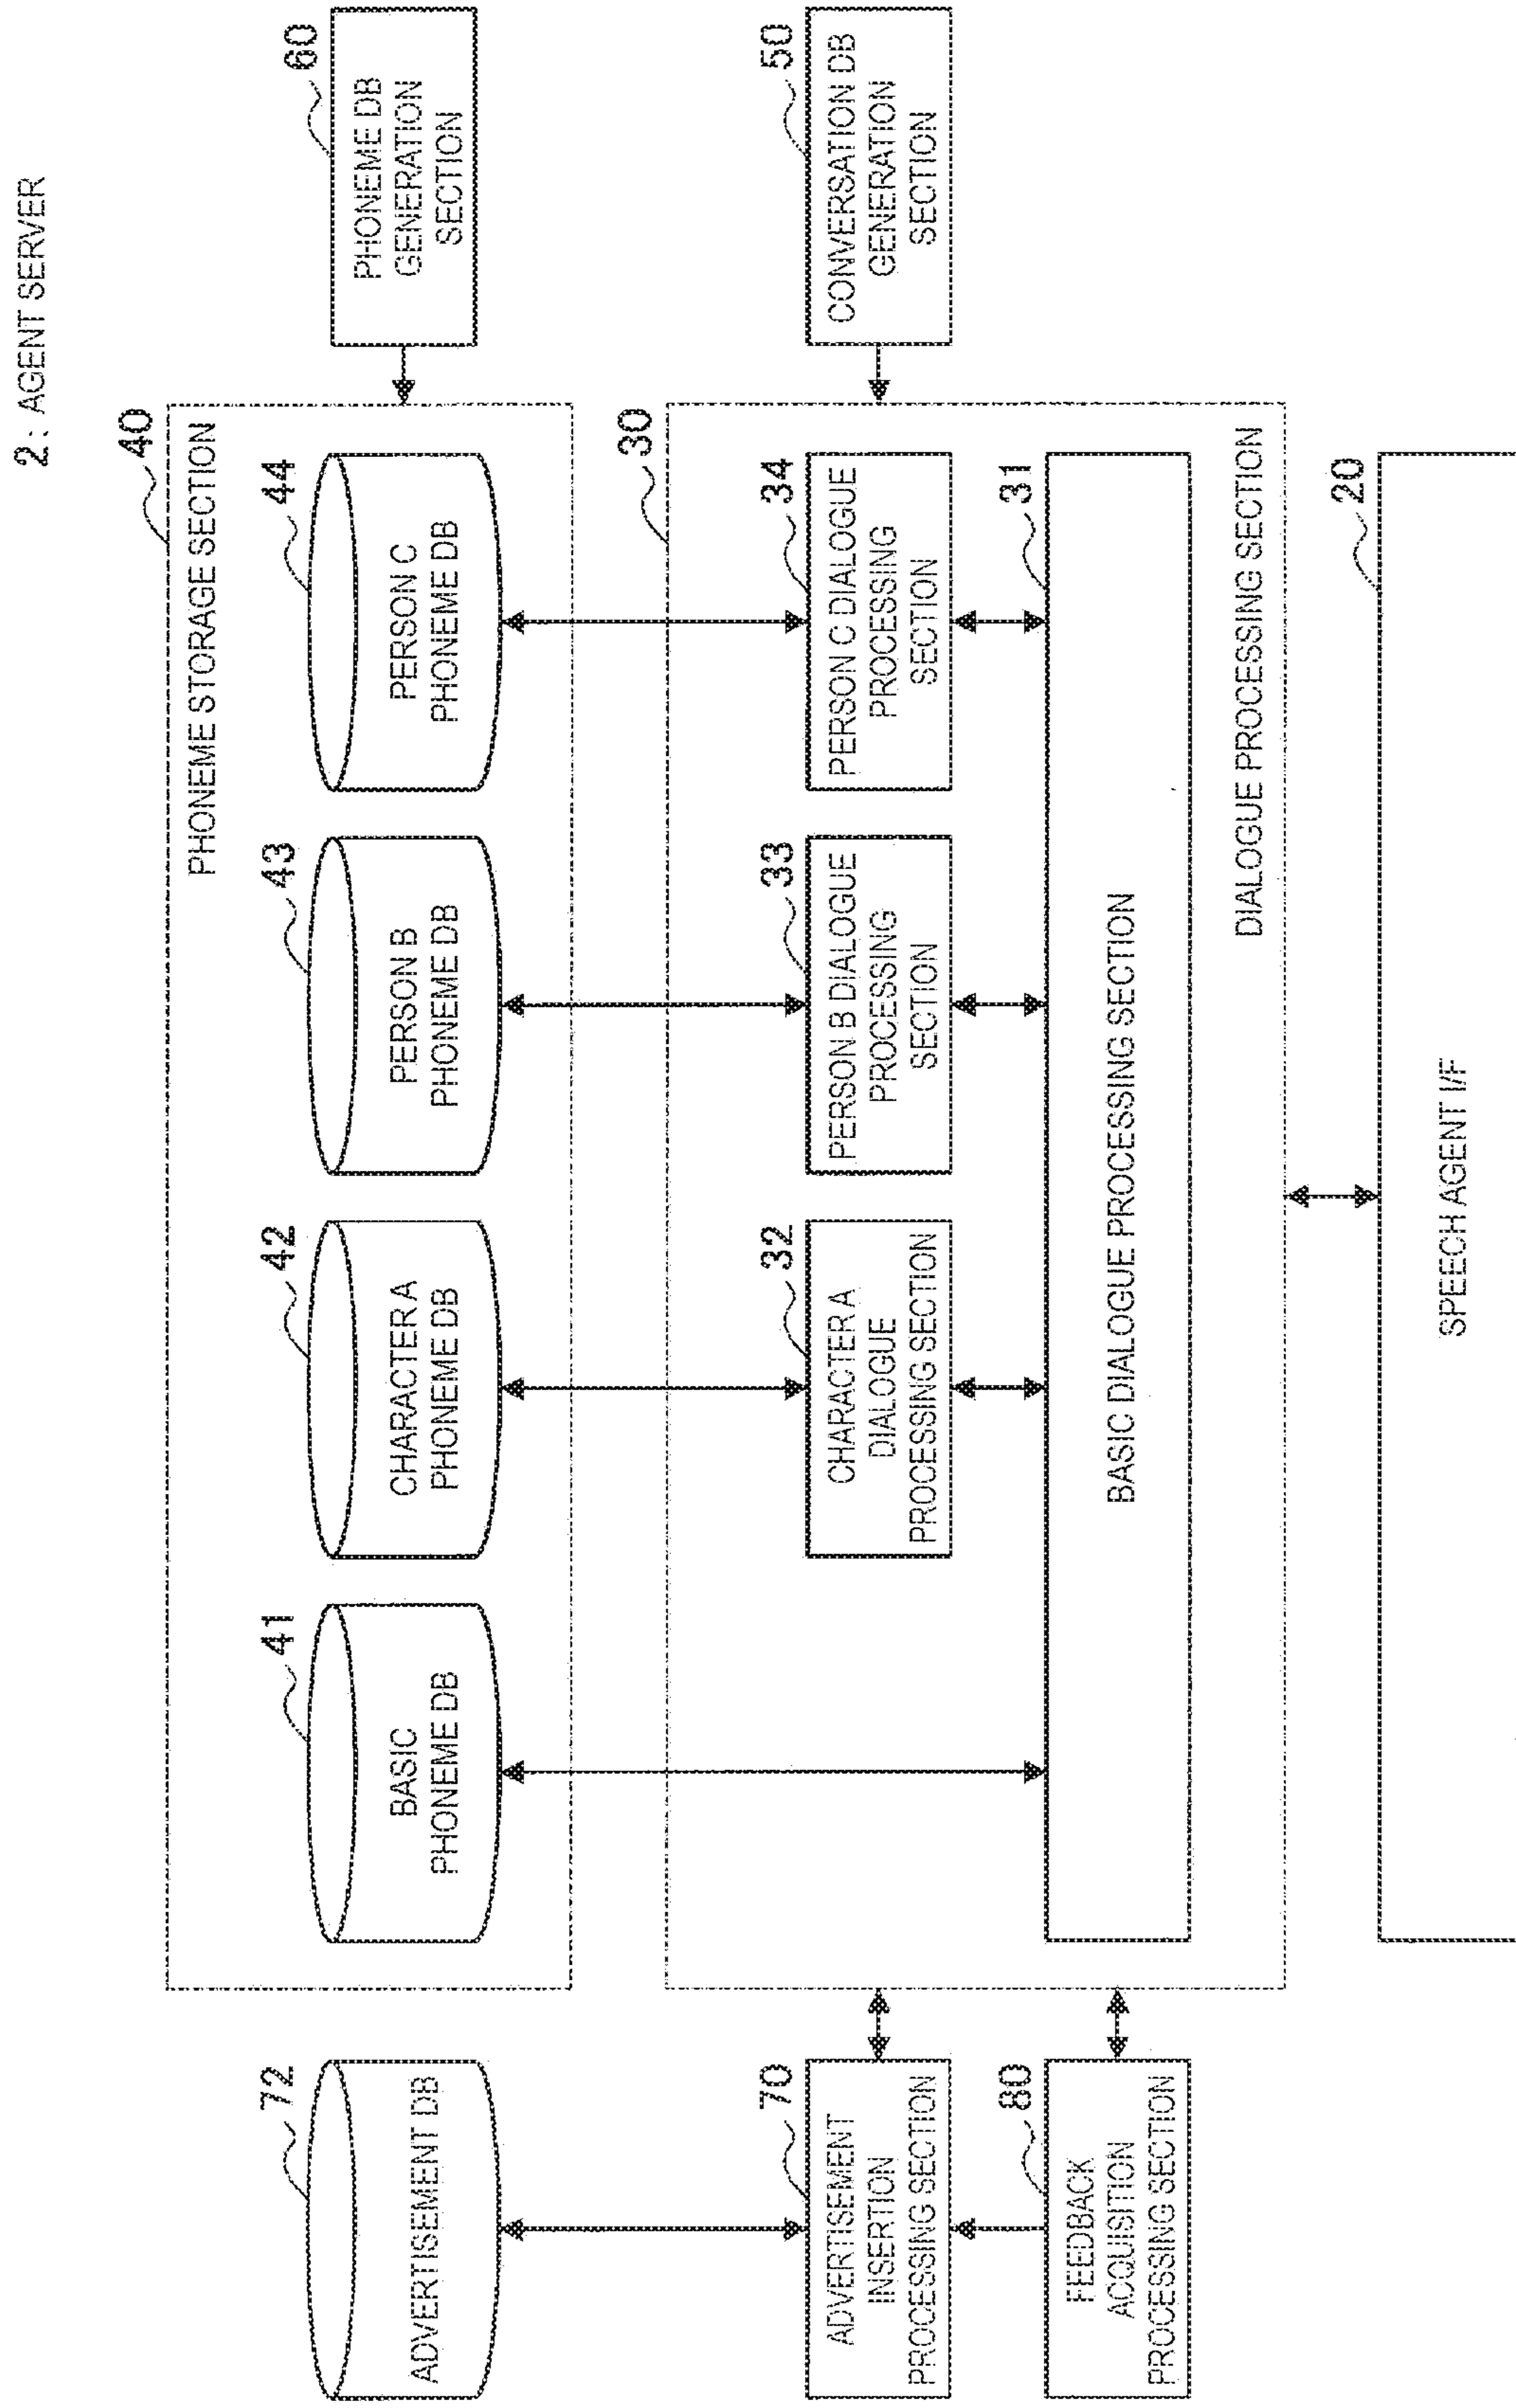 2: AGENT SERVER
40
PHONEME STORAGE SECTION
72
ADVERTISEMENT DB
41
BASIC
PHONEME DB
42
CHARACTER A
PHONEME DB
43
PERSON B
PHONEME DB
44
PERSON C
PHONEME DB
60
PHONEME DB
GENERATION
SECTION
30
70
ADVERTISEMENT
INSERTION
PROCESSING SECTION
32
CHARACTER A
DIALOGUE
PROCESSING SECTION
33
PERSON B DIALOGUE
PROCESSING
SECTION
34
PERSON C DIALOGUE
PROCESSING
SECTION
50
CONVERSATION DB
GENERATION
SECTION
80
FEEDBACK
ACQUISITION
PROCESSING SECTION
31
BASIC DIALOGUE PROCESSING SECTION
DIALOGUE PROCESSING SECTION
20
SPEECH AGENT I/F